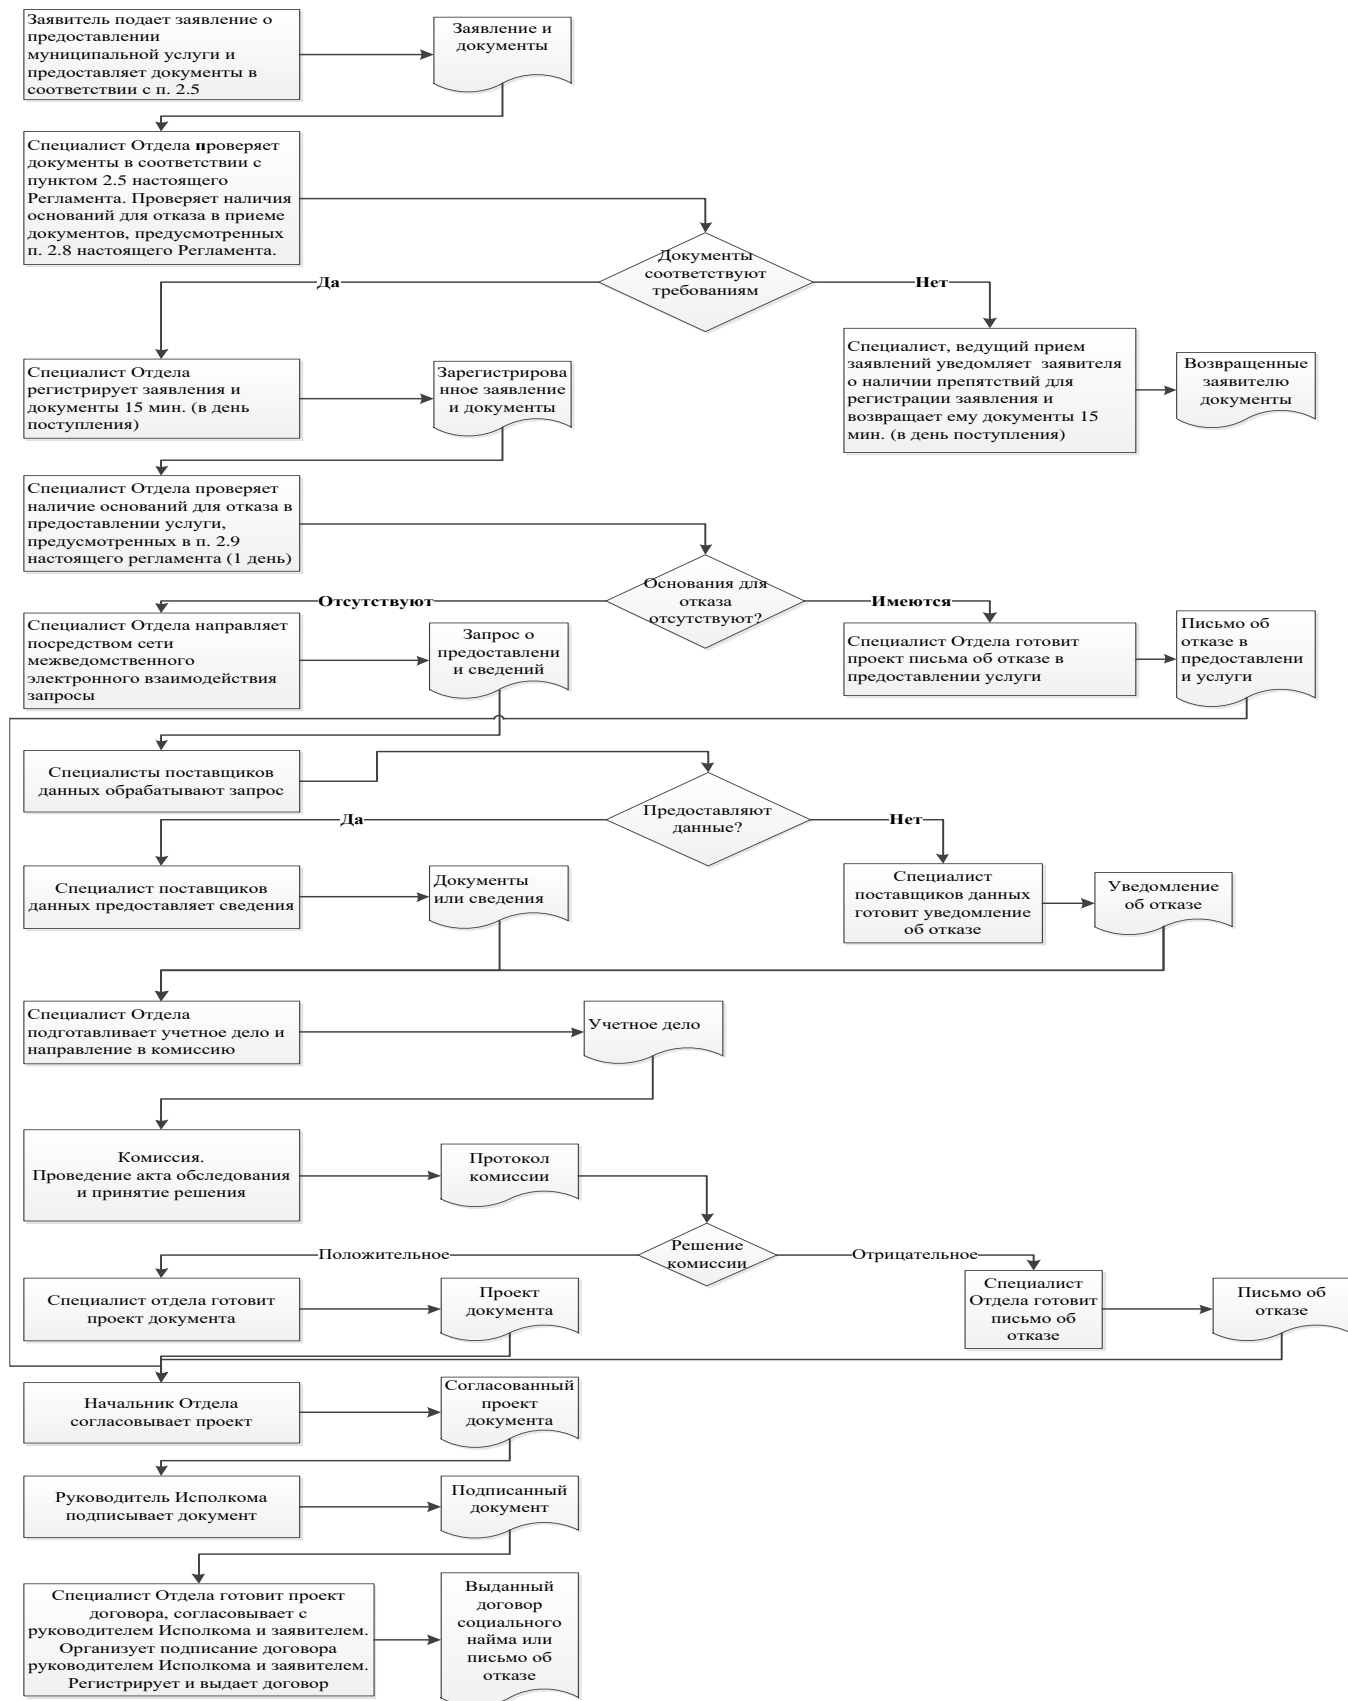 Заявитель подает заявление о
предоставлении
муниципальной услуги и
предоставляет документы в
соответствии с п. 2.5
Заявление и
документы
Специалист Отдела проверяет
документы в соответствии с
пунктом 2.5 настоящего
Регламента. Проверяет наличия
оснований для отказа в приеме
документов, предусмотренных
п. 2.8 настоящего Регламента.
Документы
соответствуют
требованиям
Да
Нет
Специалист Отдела
регистрирует заявления и
документы 15 мин. (в день
поступления)
Зарегистрирова
нное заявление
и документы
Специалист, ведущий прием
заявлений уведомляет  заявителя
о наличии препятствий для
регистрации заявления и
возвращает ему документы 15
мин. (в день поступления)
Возвращенные
заявителю
документы
Специалист Отдела проверяет
наличие оснований для отказа в
предоставлении услуги,
предусмотренных в п. 2.9
настоящего регламента (1 день)
Основания для
отказа
отсутствуют?
Отсутствуют
Имеются
Специалист Отдела направляет
посредством сети
межведомственного
электронного взаимодействия
запросы
Запрос о
предоставлени
и сведений
Специалист Отдела готовит
проект письма об отказе в
предоставлении услуги
Письмо об
отказе в
предоставлени
и услуги
Специалисты поставщиков
данных обрабатывают запрос
Предоставляют
данные?
Да
Нет
Специалист поставщиков
данных предоставляет сведения
Документы
или сведения
Специалист
поставщиков данных
готовит уведомление
об отказе
Уведомление
об отказе
Специалист Отдела
подготавливает учетное дело и
направление в комиссию
Учетное дело
Комиссия.
Проведение акта обследования
и принятие решения
Протокол
комиссии
Решение
комиссии
Положительное
Отрицательное
Специалист отдела готовит
проект документа
Проект
документа
Специалист
Отдела готовит
письмо об
отказе
Письмо об
отказе
Начальник Отдела
согласовывает проект
Согласованный
проект
документа
Руководитель Исполкома
подписывает документ
Подписанный
документ
Специалист Отдела готовит проект
договора, согласовывает с
руководителем Исполкома и заявителем.
Организует подписание договора
руководителем Исполкома и заявителем.
Регистрирует и выдает договор
Выданный
договор
социального
найма или
письмо об
отказе